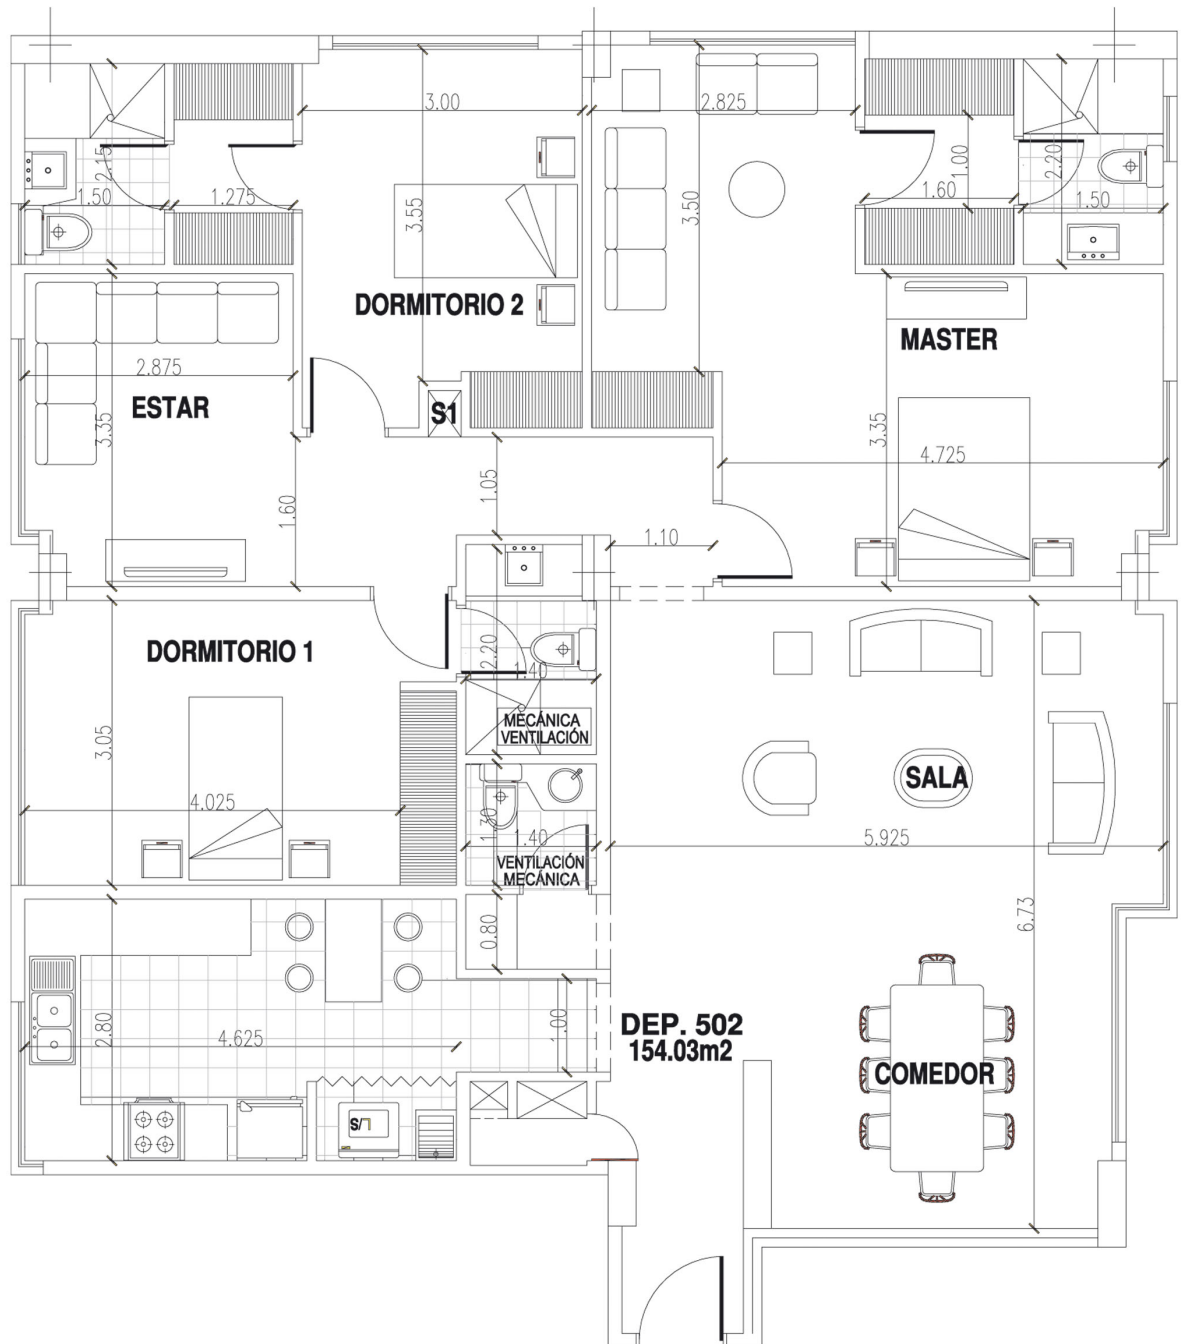 3.00
2.825
2.15
1.50
1.275
3.55
3.50
1.00
1.60
2.20
1.50
DORMITORIO 2
MASTER
2.875
ESTAR
3.35
S1
3.35
4.725
1.60
1.05
1.10
DORMITORIO 1
2.20
1.40
MECÁNICA
VENTILACIÓN
3.05
4.025
SALA
1.30
1.40
5.925
VENTILACIÓN
MECÁNICA
0.80
6.73
2.80
4.625
1.00
DEP. 502
154.03m2
COMEDOR